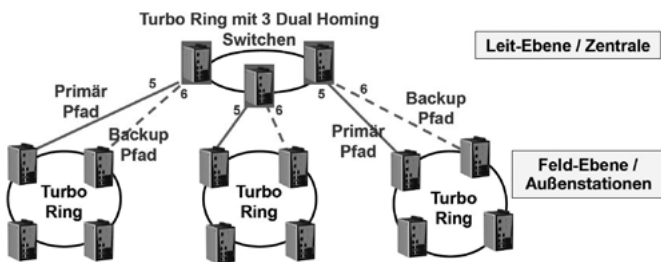 Turbo Ring mit 3 Dual Homing
Switchen
Leit-Ebene / Zentrale
Primär
Pfad
5
6
5
6
5
6
Backup
Pfad
Backup
Pfad
Primär
Pfad
Turbo
Ring
Turbo
Ring
Turbo
Ring
Feld-Ebene /
Außenstationen